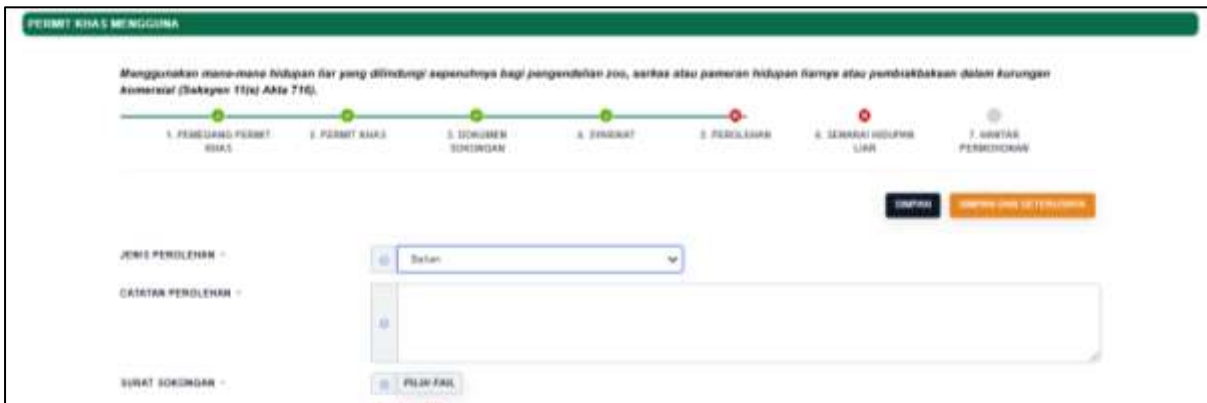 PERMIT KHAS MENGGUNA
Menggunakan mana-mana hidupan liar yang dilindungi sepenuhnya bagi pengendalian zoo, sarkas atau pameran hidupan liarnya atau pembiakbakaan dalam kurungan
komersial (Seksyen 11(e) Akta 716).
1. PEMEGANG PERMIT
KHAS
2. PERMIT KHAS
3. DOKUMEN
SOKONGAN
4. SYARIKAT
5. PEROLEHAN
6. SENARAI HIDUPAN
LIAR
7. HANTAR
PERMOHONAN
SIMPAN
SIMPAN DAN SETERUSNYA
JENIS PEROLEHAN
CATATAN PEROLEHAN
SURAT SOKONGAN
PILIH FAIL